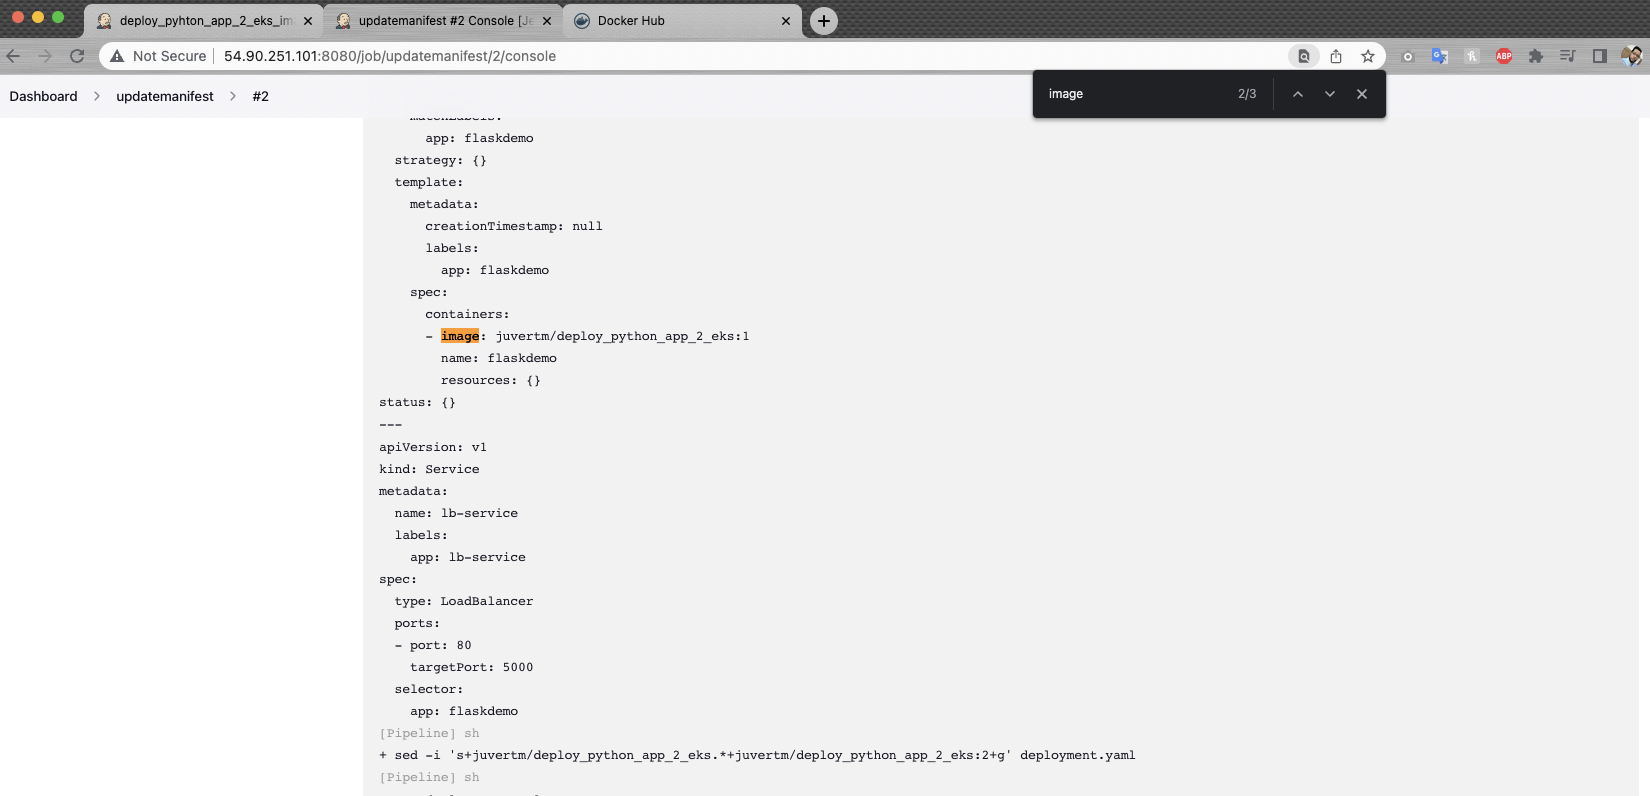 deploy_pyhton_app_2_eks_im
updatemanifest #2 Console [Je
Docker Hub
Not Secure
54.90.251.101:8080/job/updatemanifest/2/console
ABP
Dashboard > updatemanifest > #2
image 2/3
matchLabels:
app: flaskdemo
strategy: {}
template:
metadata:
creationTimestamp: null
labels:
app: flaskdemo
spec:
containers:
- image: juvertm/deploy_python_app_2_eks:1
name: flaskdemo
resources: {}
status: {}
---
apiVersion: v1
kind: Service
metadata:
name: lb-service
labels:
app: lb-service
spec:
type: LoadBalancer
ports:
- port: 80
targetPort: 5000
selector:
app: flaskdemo
[Pipeline] sh
+ sed -i 's+juvertm/deploy_python_app_2_eks.*+juvertm/deploy_python_app_2_eks:2+g' deployment.yaml
[Pipeline] sh